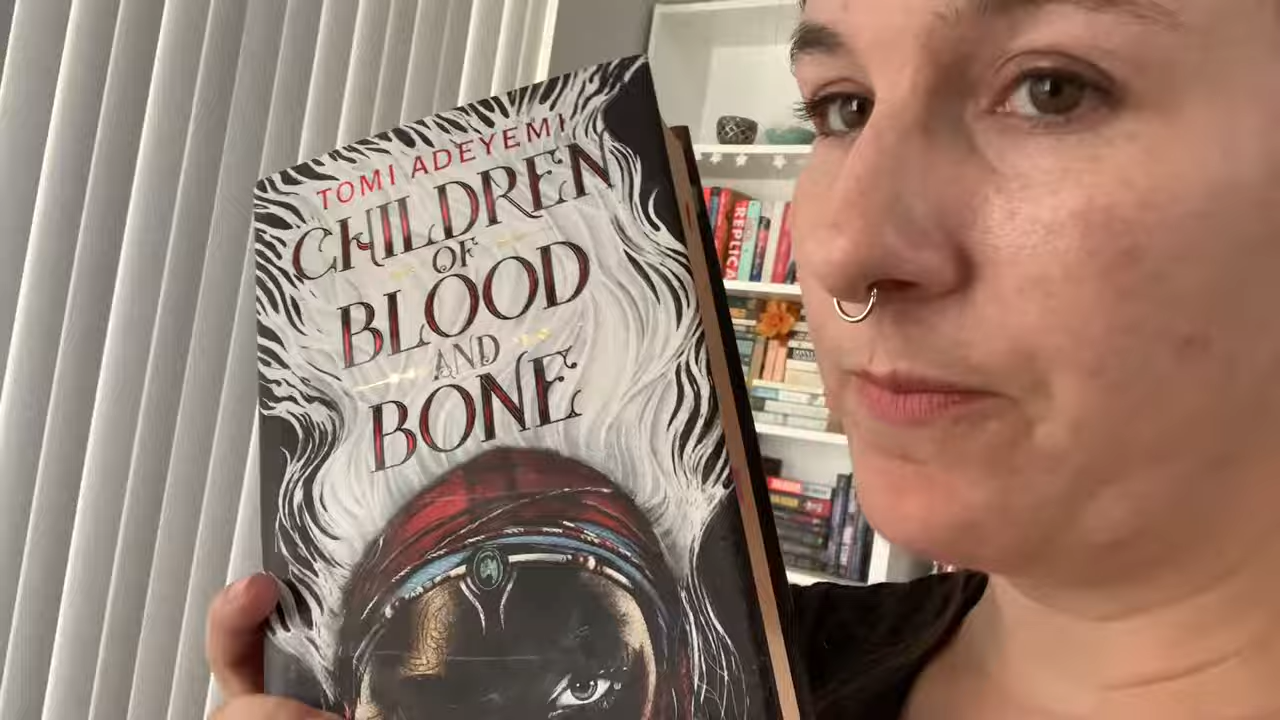 TOMI ADEYEMI
CHILDREN
OF
BLOOD
AND
BONE
REPLICA